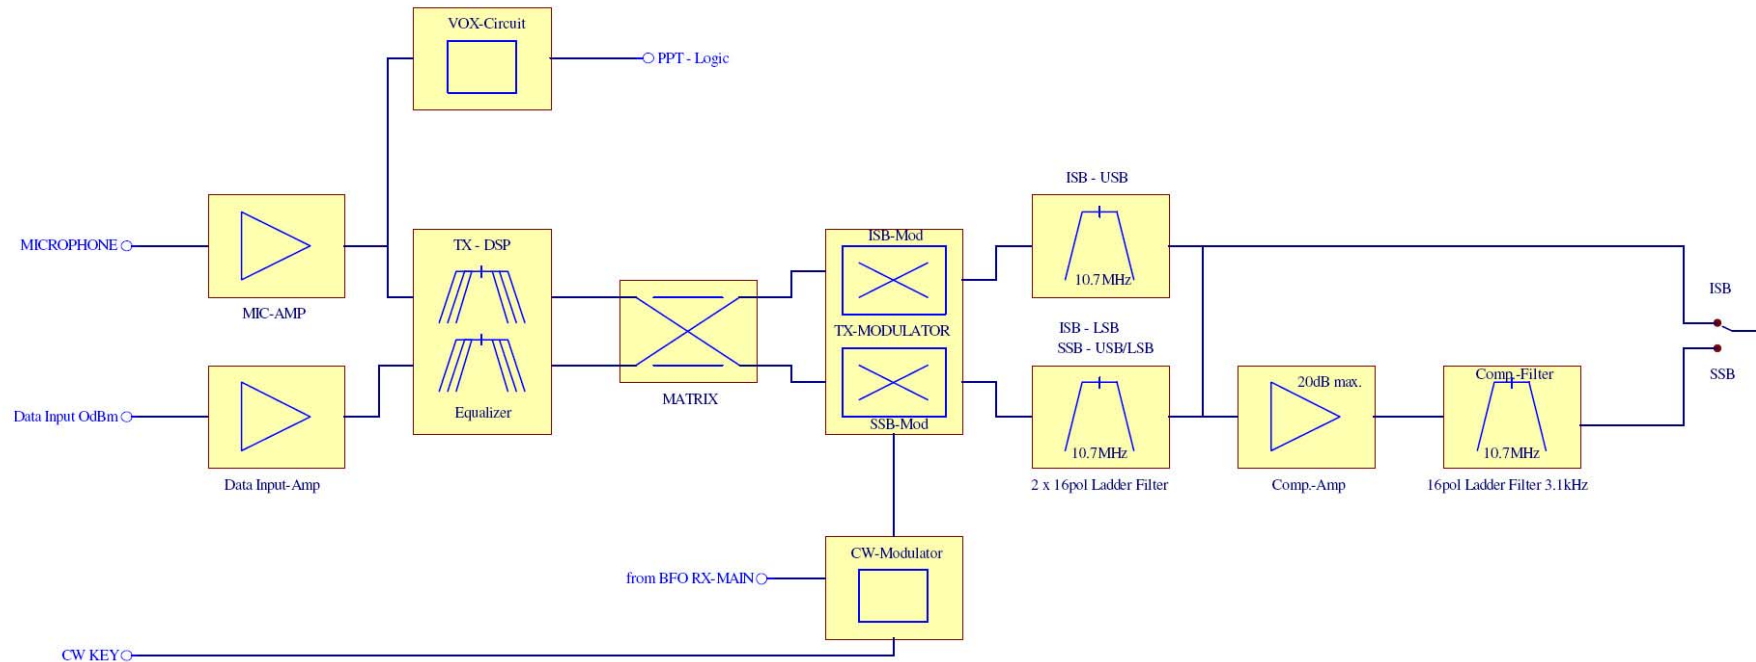 VOX-Circuit
PPT - Logic
ISB - USB
MICROPHONE
TX - DSP
ISB-Mod
10.7MHz
ISB
MIC-AMP
TX-MODULATOR
ISB - LSB
SSB - USB/LSB
SSB
MATRIX
20dB max.
Comp.-Filter
Data Input OdBm
Equalizer
SSB-Mod
10.7MHz
10.7MHz
Data Input-Amp
2 x 16pol Ladder Filter
Comp.-Amp
16pol Ladder Filter 3.1kHz
CW-Modulator
from BFO RX-MAIN
CW KEY